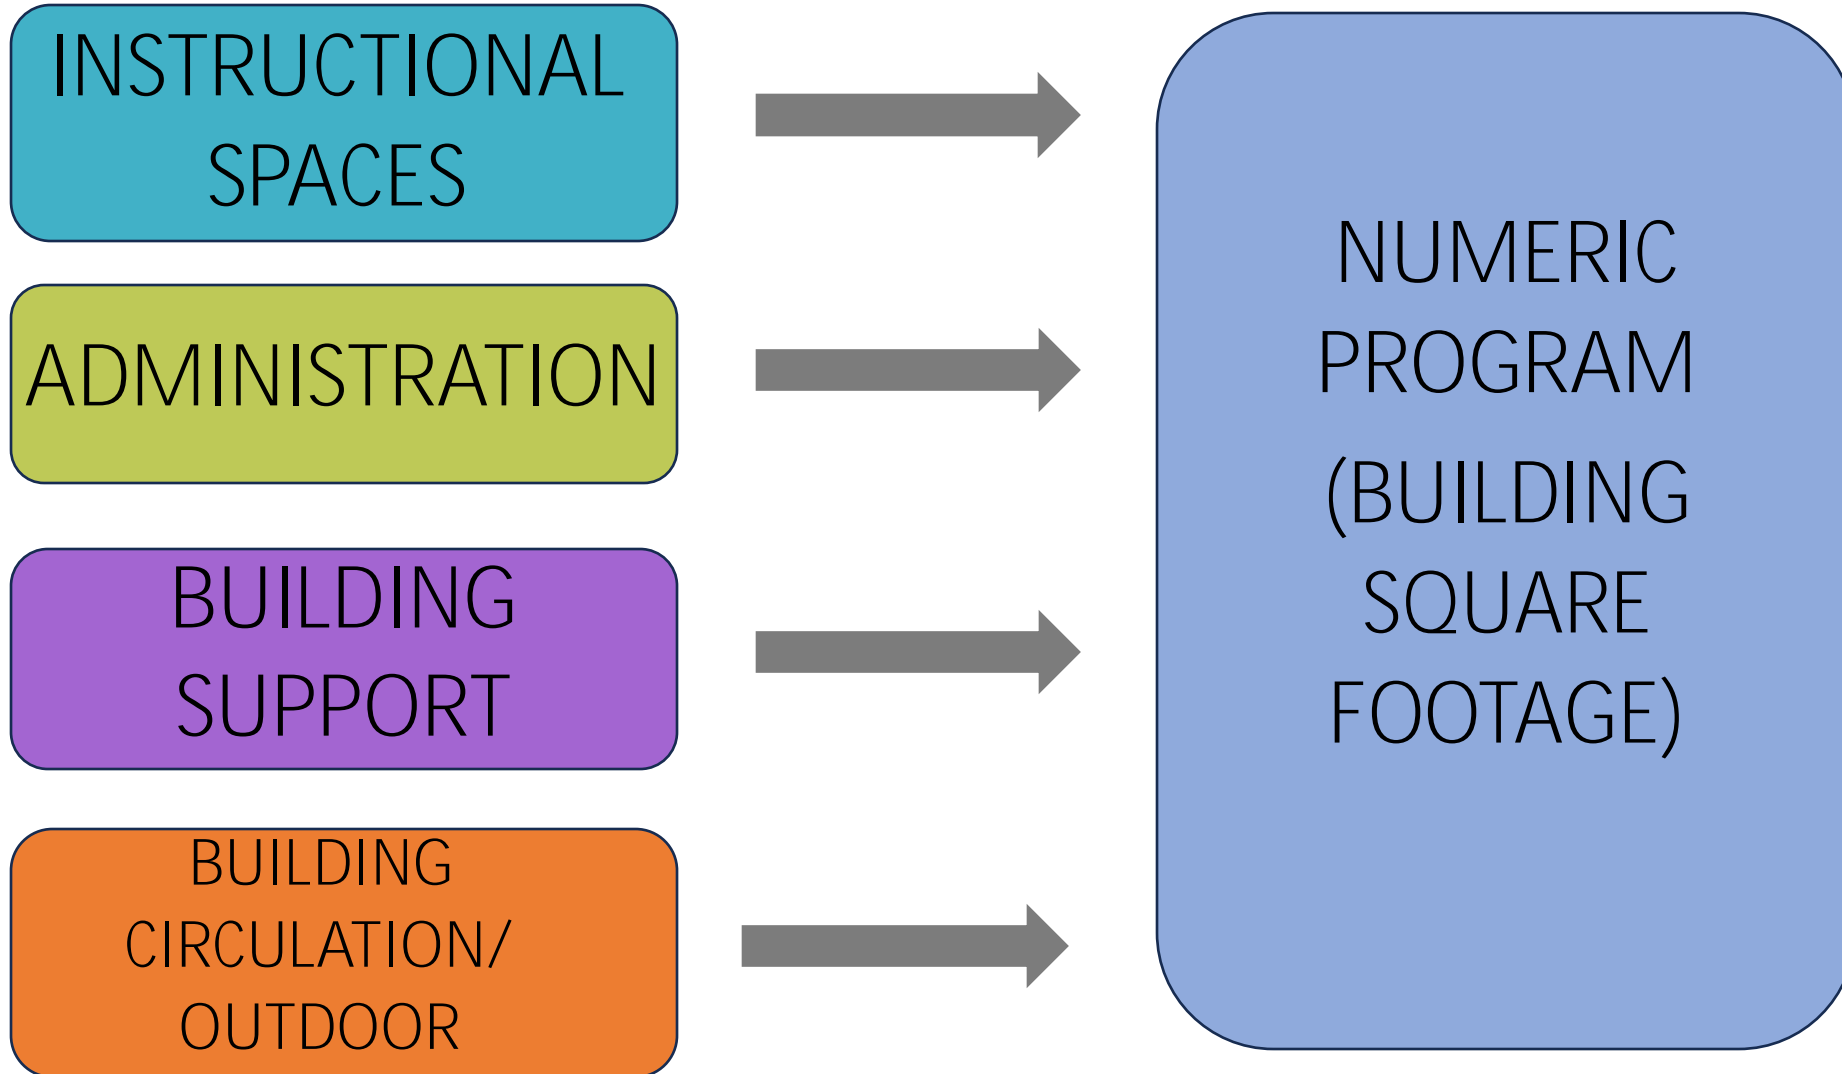 INSTRUCTIONAL
SPACES
ADMINISTRATION
BUILDING
SUPPORT
BUILDING
CIRCULATION/
OUTDOOR
NUMERIC
PROGRAM
(BUILDING
SQUARE
FOOTAGE)